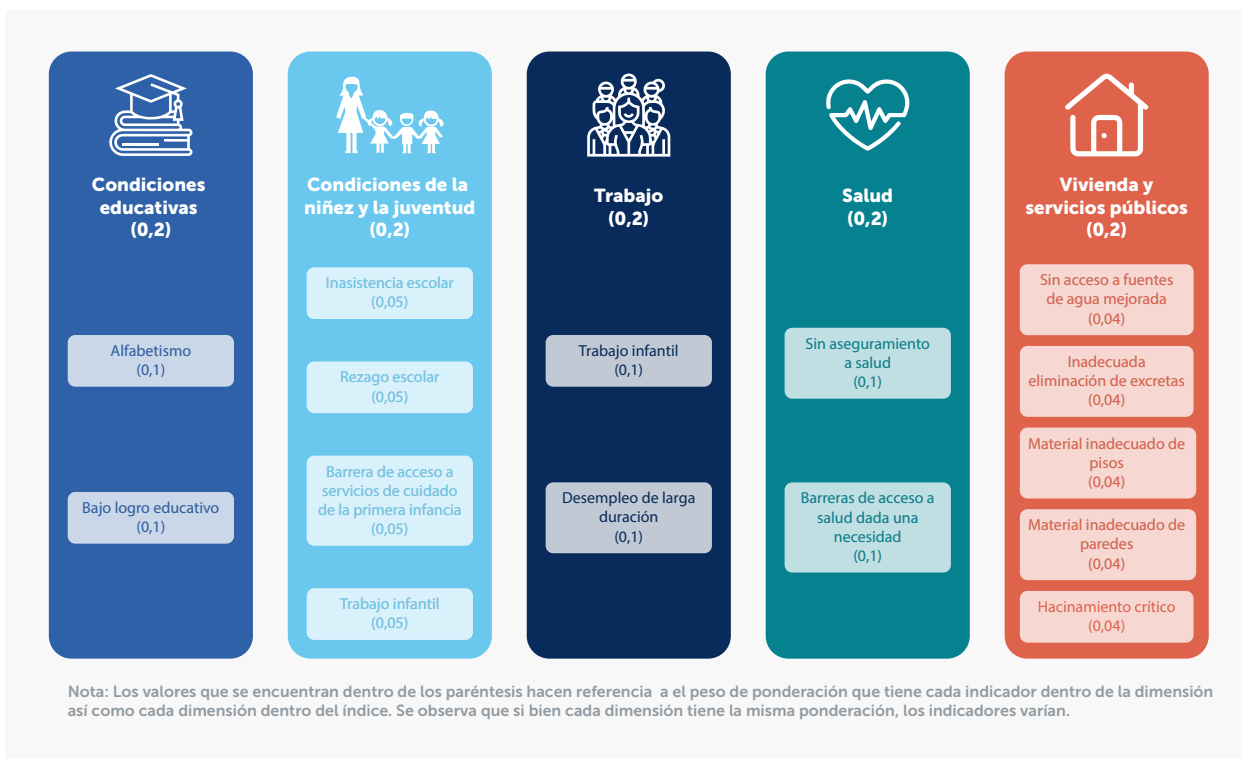 Condiciones
educativas
(0,2)
Alfabetismo
(0,1)
Bajo logro educativo
(0,1)
Condiciones de la
niñez y la juventud
(0,2)
Inasistencia escolar
(0,05)
Rezago escolar
(0,05)
Barrera de acceso a
servicios de cuidado
de la primera infancia
(0,05)
Trabajo infantil
(0,05)
Trabajo
(0,2)
Trabajo infantil
(0,1)
Desempleo de larga
duración
(0,1)
Salud
(0,2)
Sin aseguramiento
a salud
(0,1)
Barreras de acceso a
salud dada una
necesidad
(0,1)
Vivienda y
servicios públicos
(0,2)
Sin acceso a fuentes
de agua mejorada
(0,04)
Inadecuada
eliminación de excretas
(0,04)
Material inadecuado de
pisos
(0,04)
Material inadecuado de
paredes
(0,04)
Hacinamiento crítico
(0,04)
Nota: Los valores que se encuentran dentro de los paréntesis hacen referencia a el peso de ponderación que tiene cada indicador dentro de la dimensión
así como cada dimensión dentro del índice. Se observa que si bien cada dimensión tiene la misma ponderación, los indicadores varían.